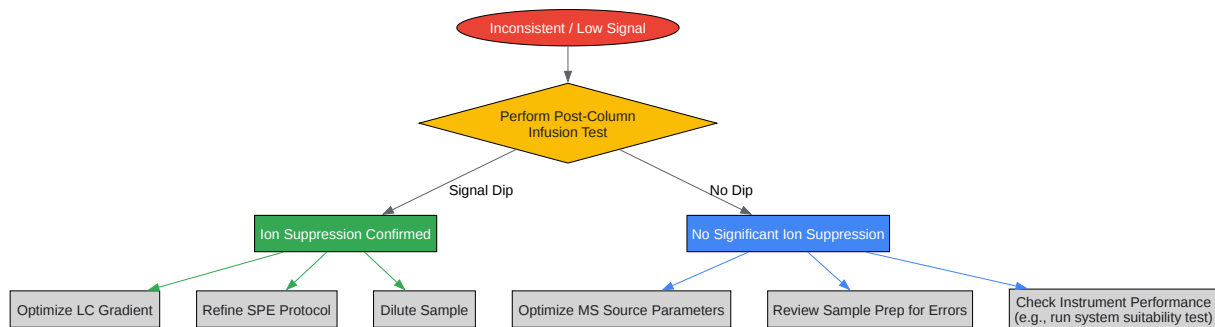 Inconsistent / Low Signal
Perform Post-Column
Infusion Test
Signal Dip
No Dip
Ion Suppression Confirmed
No Significant Ion Suppression
Optimize LC Gradient
Refine SPE Protocol
Dilute Sample
Optimize MS Source Parameters
Review Sample Prep for Errors
Check Instrument Performance
(e.g., run system suitability test)